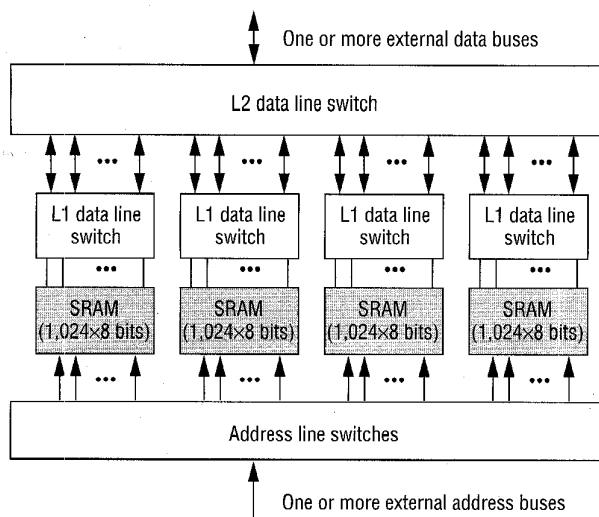 One or more external data buses
L2 data line switch
••• ••• ••• •••
L1 data line switch
L1 data line switch
L1 data line switch
L1 data line switch
••• ••• ••• •••
SRAM
(1,024×8 bits)
SRAM
(1,024×8 bits)
SRAM
(1,024×8 bits)
SRAM
(1,024×8 bits)
••• ••• ••• •••
Address line switches
One or more external address buses